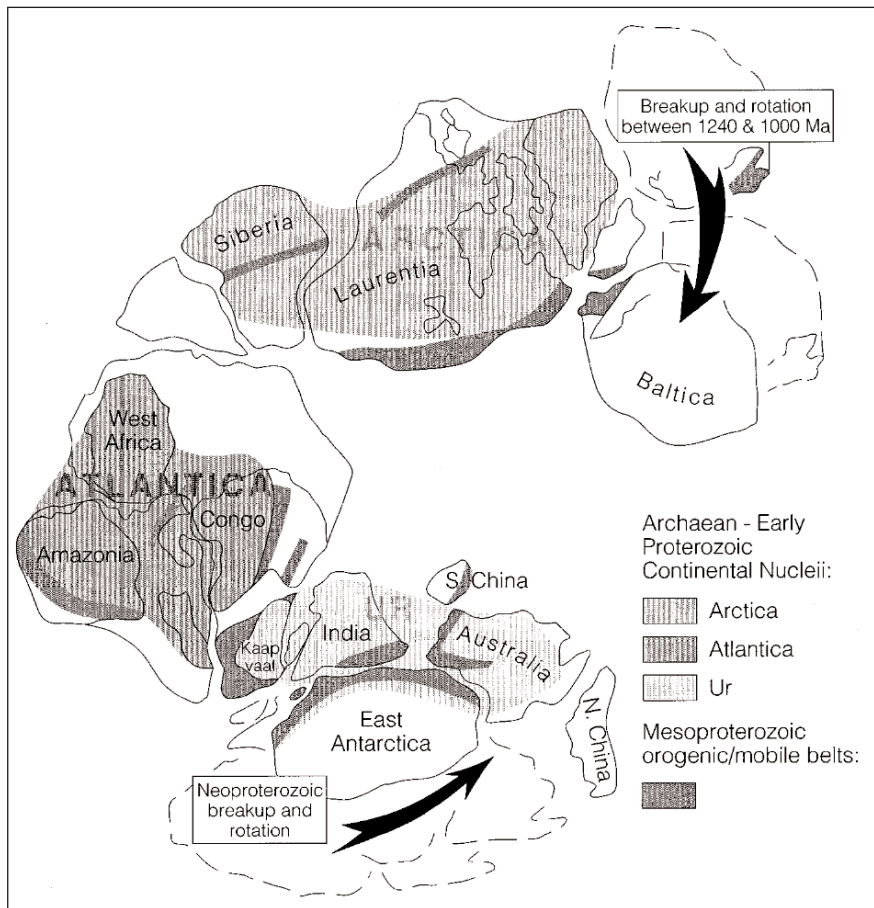 Breakup and rotation
between 1240 & 1000 Ma
Siberia
ARCTICA
Laurentia
Baltica
West
Africa
ATLANTICA
Congo
Amazonia
S. China
UR
India
Kaap
vaal
Australia
East
Antarctica
N. China
Neoproterozoic
breakup and
rotation
Archaean - Early
Proterozoic
Continental Nucleii:
Arctica
Atlantica
Ur
Mesoproterozoic
orogenic/mobile belts: